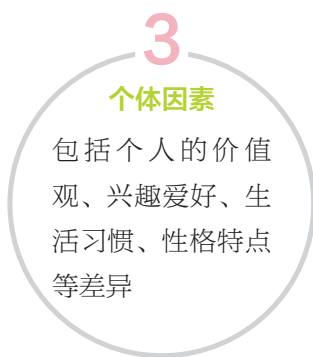 3
个体因素
包括个人的价值
观、兴趣爱好、生
活习惯、性格特点
等差异